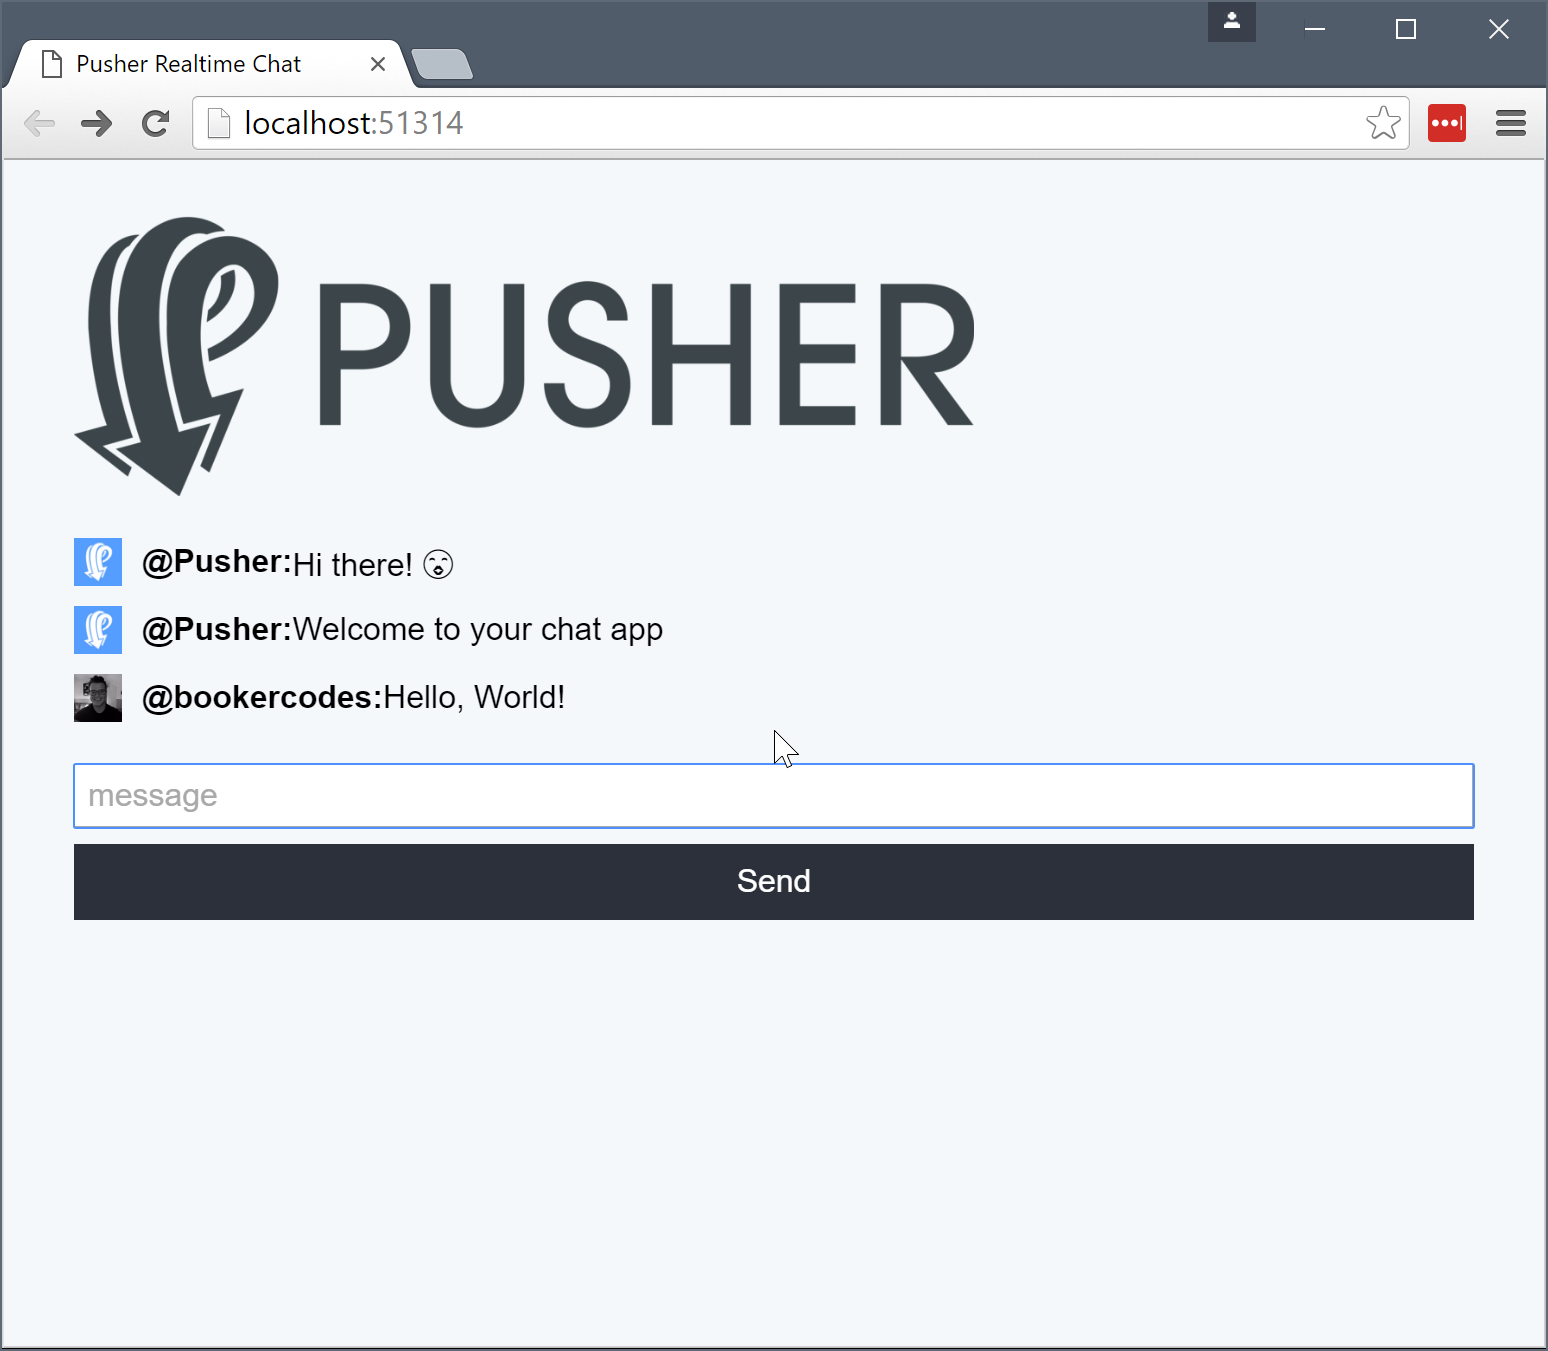 Pusher Realtime Chat
localhost:51314
PUSHER
@Pusher:Hi there! 😚
@Pusher:Welcome to your chat app
@bookercodes:Hello, World!
message
Send